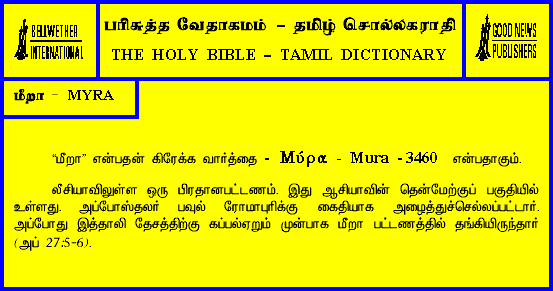 BELLWETHER
INTERNATIONAL
பரிசுத்த வேதாகமம் – தமிழ் சொல்லகராதி
THE HOLY BIBLE – TAMIL DICTIONARY
GOOD NEWS
PUBLISHERS
மீறா - MYRA
“மீறா” என்பதன் கிரேக்க வார்த்தை - Μύρα - Mura - 3460 என்பதாகும்.
லீசியாவிலுள்ள ஒரு பிரதானபட்டணம். இது ஆசியாவின் தென்மேற்குப் பகுதியில்
உள்ளது. அப்போஸ்தலர் பவுல் ரோமாபுரிக்கு கைதியாக அழைத்துச்செல்லப்பட்டார்.
அப்போது இத்தாலி தேசத்திற்கு கப்பல்ஏறும் முன்பாக மீறா பட்டணத்தில் தங்கியிருந்தார்
(அப் 27:5-6).